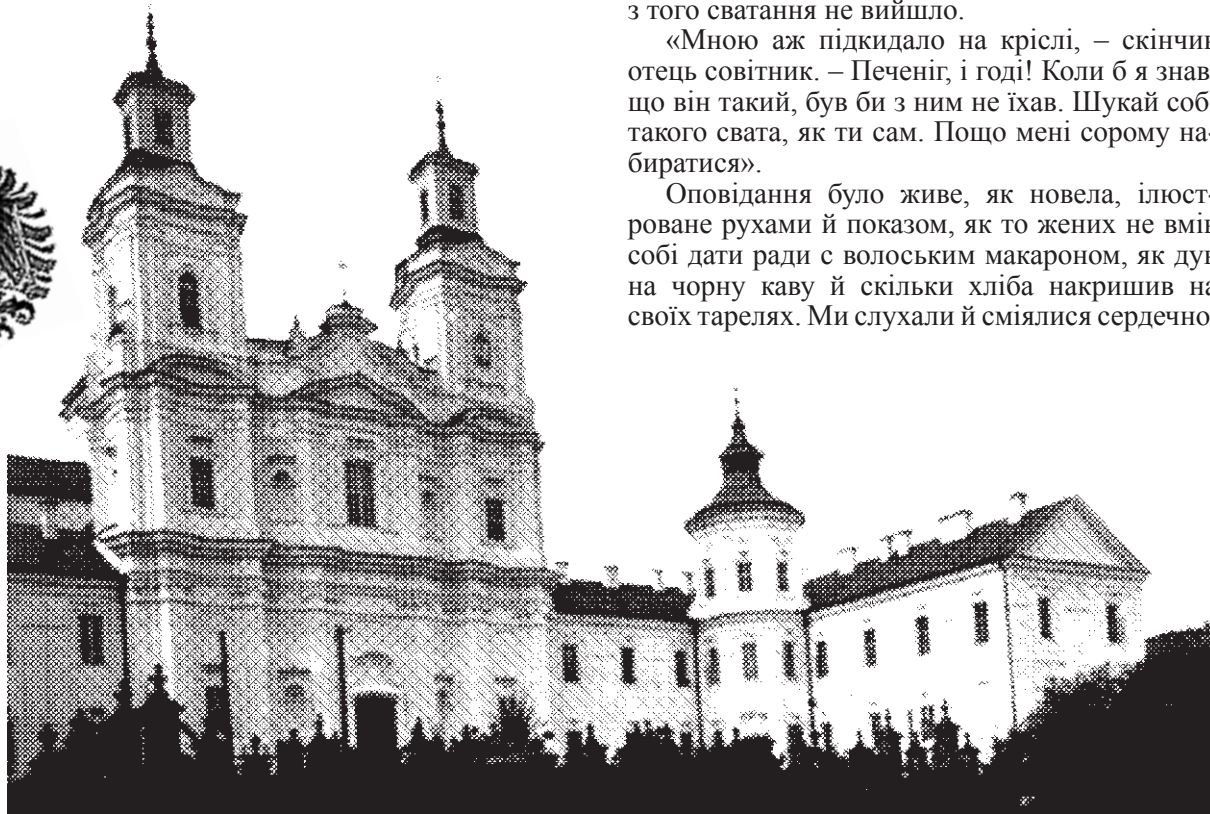 з того сватання не вийшло.
«Мною аж підкидало на кріслі, – скінчив
отець совітник. – Печеніг, і годі! Коли б я знав
що він такий, був би з ним не їхав. Шукай соб
такого свата, як ти сам. Пощо мені сорому на-
биратися».
Оповідання було живе, як новела, ілюст-
роване рухами й показом, як то жених не вмів
собі дати ради с волоським макароном, як дув
на чорну каву й скільки хліба накришив на
своїх тарелях. Ми слухали й сміялися сердечно